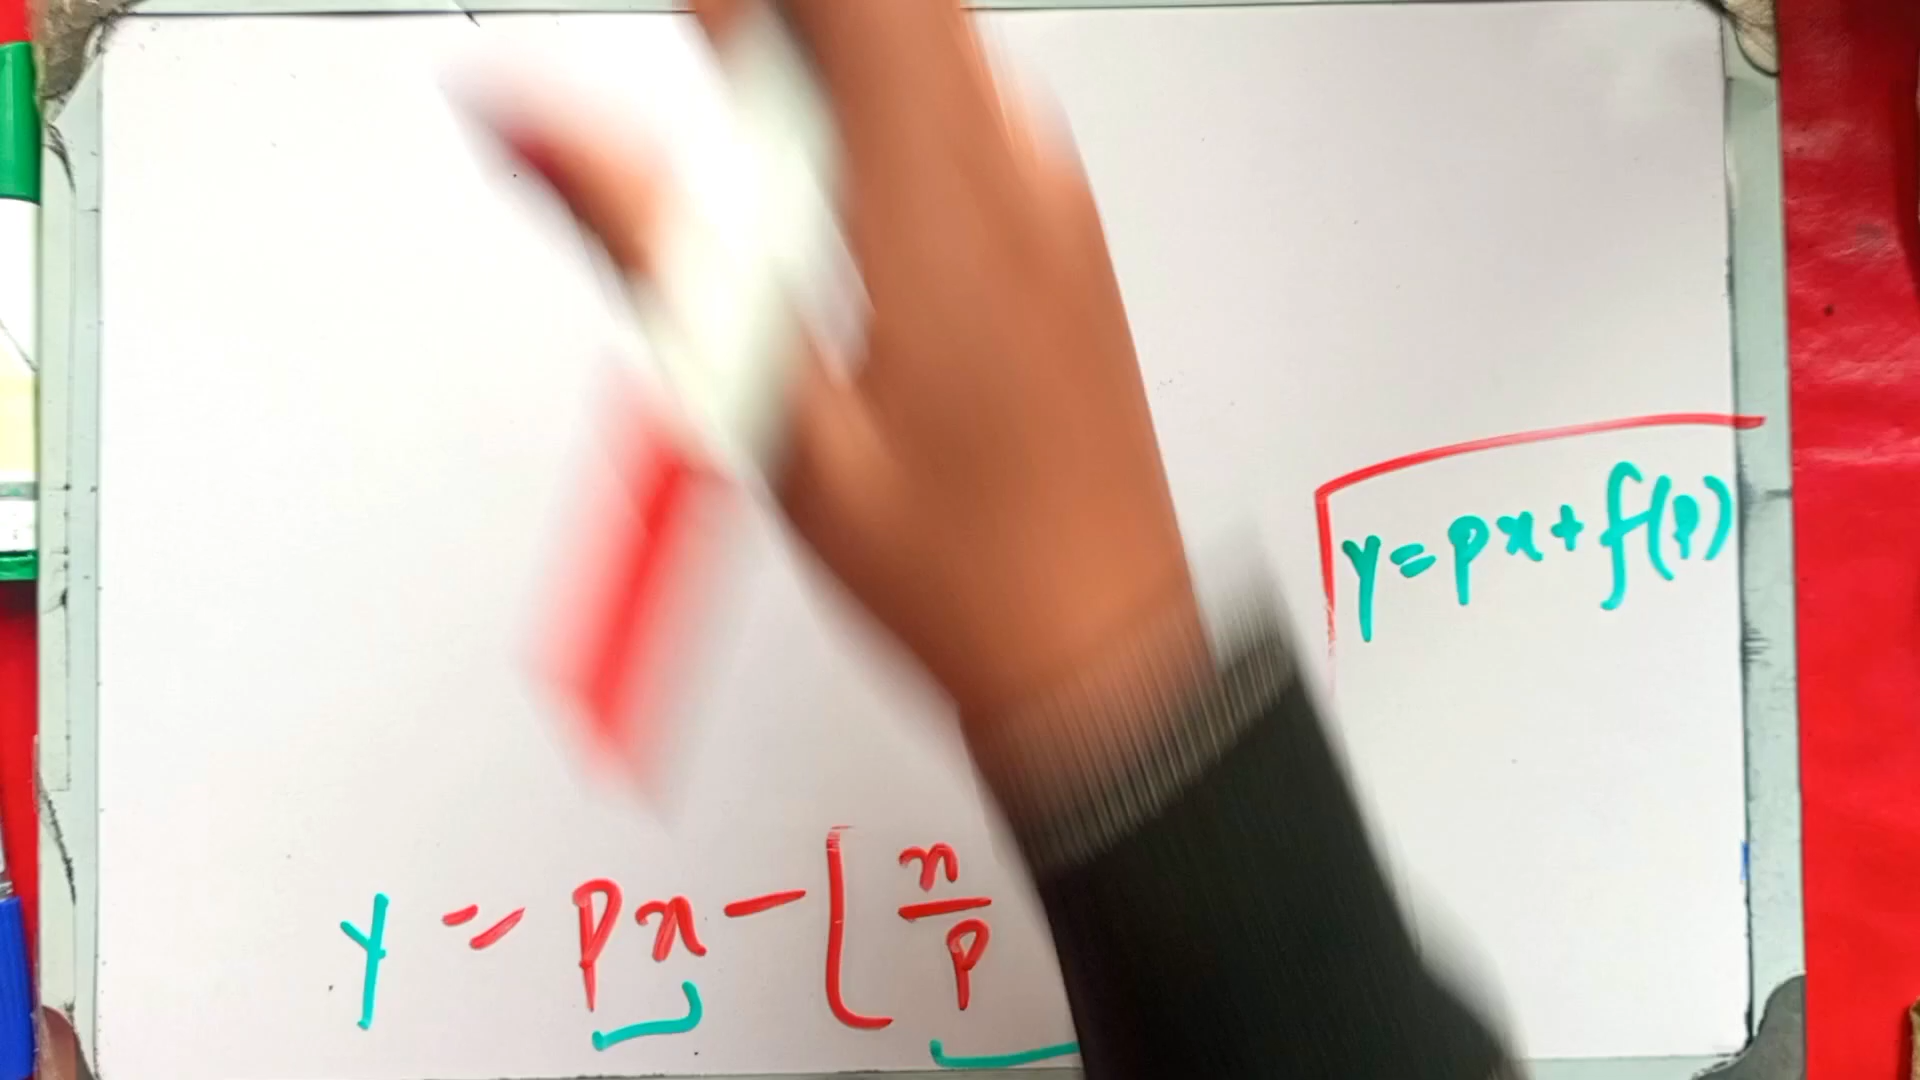 y = px + f(p)
y = px - [ n/p